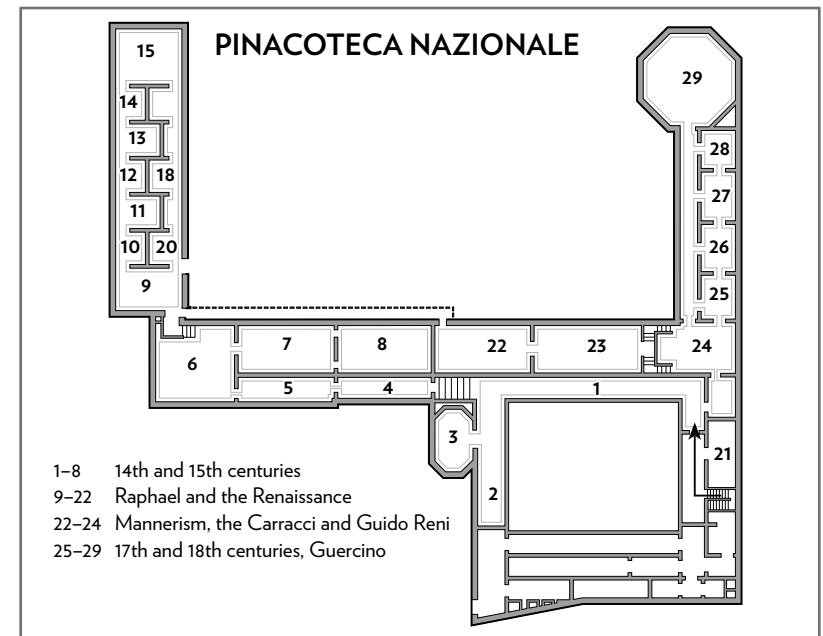 PINACOTECA NAZIONALE
15
29
14
13
28
12 18
27
11
10 20
26
9
25
7 8 22 23 24
6
5 4 1
3
21
2
1–8 14th and 15th centuries
9–22 Raphael and the Renaissance
22–24 Mannerism, the Carracci and Guido Reni
25–29 17th and 18th centuries, Guercino